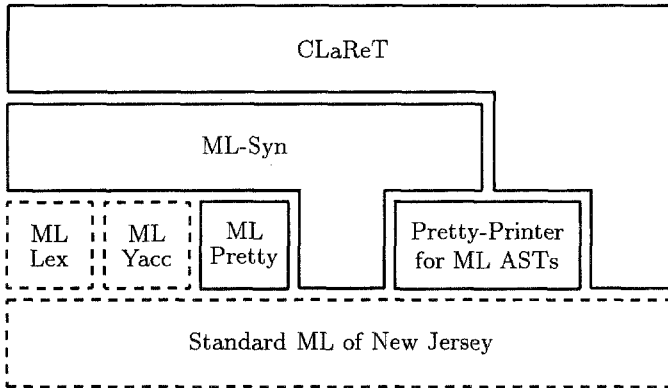 CLaReT
ML-Syn
ML
Lex
ML
Yacc
ML
Pretty
Pretty-Printer
for ML ASTs
Standard ML of New Jersey